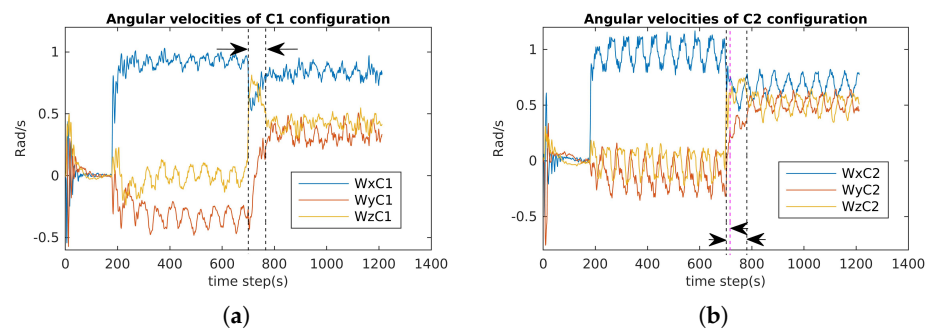 Angular velocities of C1 configuration
Rad/s
1
0.5
0
-0.5
WxC1
WyC1
WzC1
0 200 400 600 800 1000 1200 1400
time step(s)
(a)
Angular velocities of C2 configuration
Rad/s
1
0.5
0
-0.5
WxC2
WyC2
WzC2
0 200 400 600 800 1000 1200 1400
time step(s)
(b)